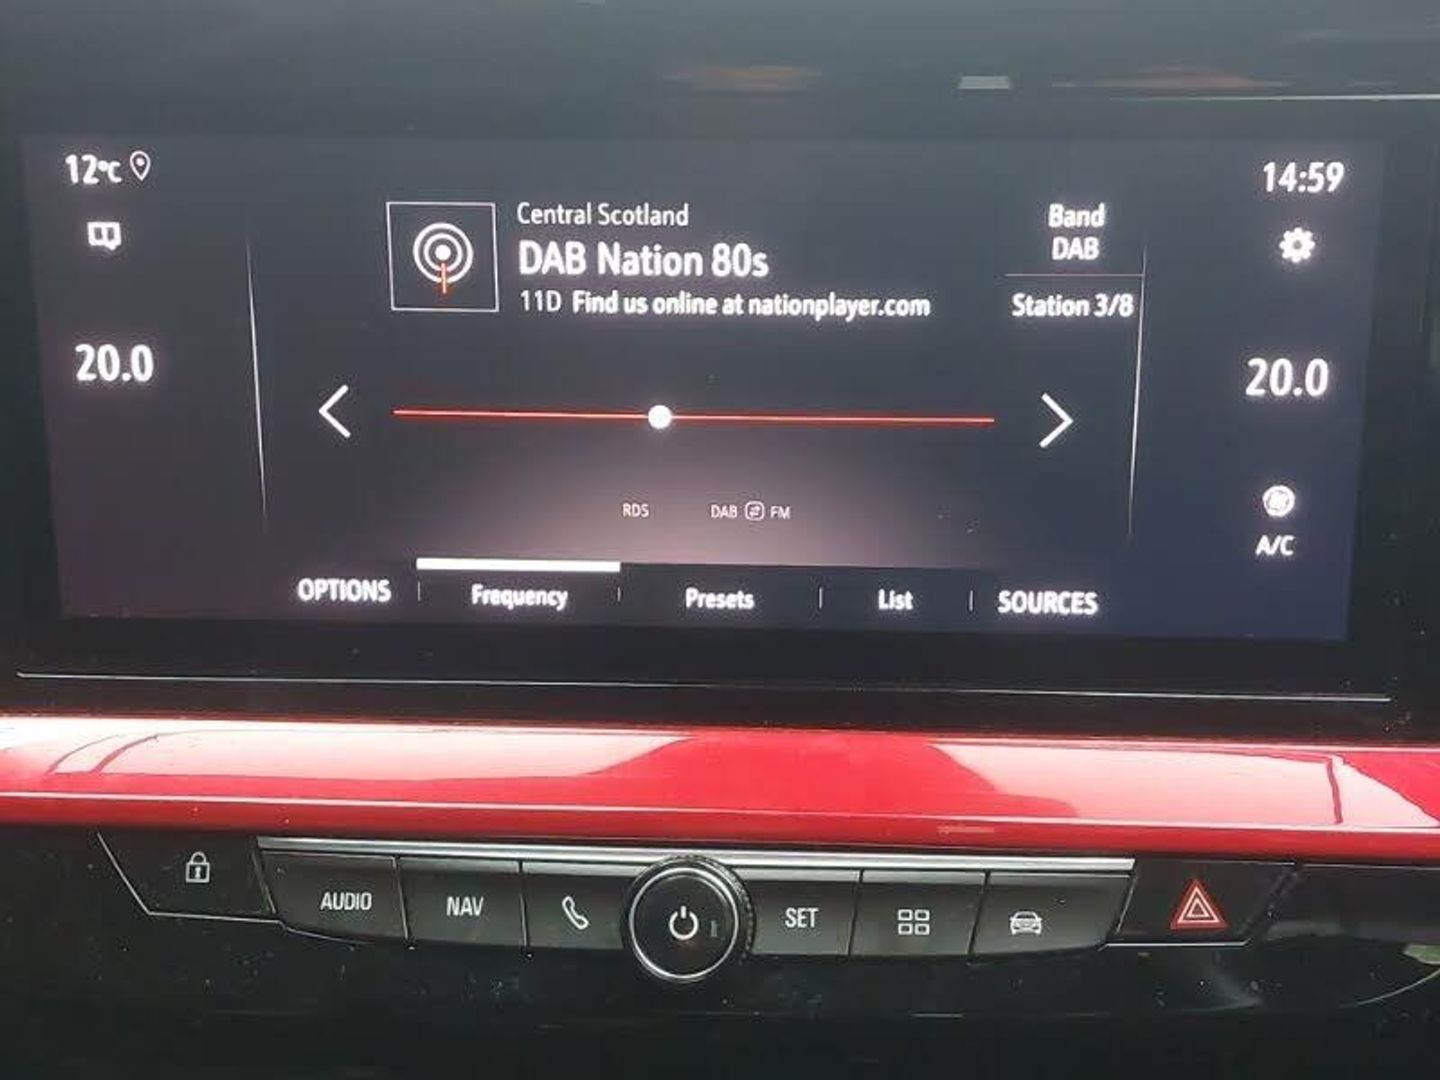 12°C
14:59
Central Scotland
DAB Nation 80s
11D Find us online at nationplayer.com
Band
DAB
Station 3/8
20.0
20.0
RDS
DAB FM
A/C
OPTIONS
Frequency
Presets
List
SOURCES
AUDIO
NAV
SET